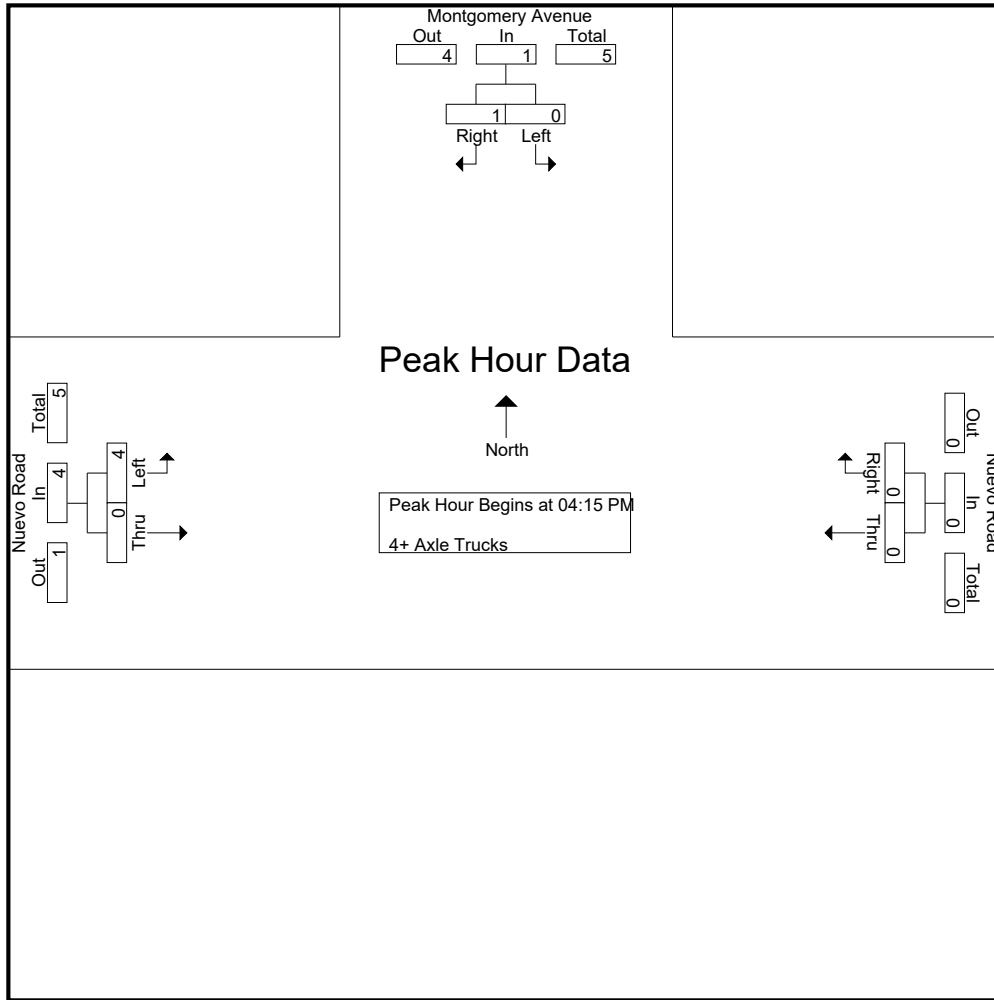 Montgomery Avenue
Out In Total
4 1 5
1 0
Right Left
Peak Hour Data
North
Peak Hour Begins at 04:15 PM
4+ Axle Trucks
Nuevo Road
Out In Total
1 4 5
0 4
Thru Left
Nuevo Road
Out In Total
0 0 0
Right Thru
0 0